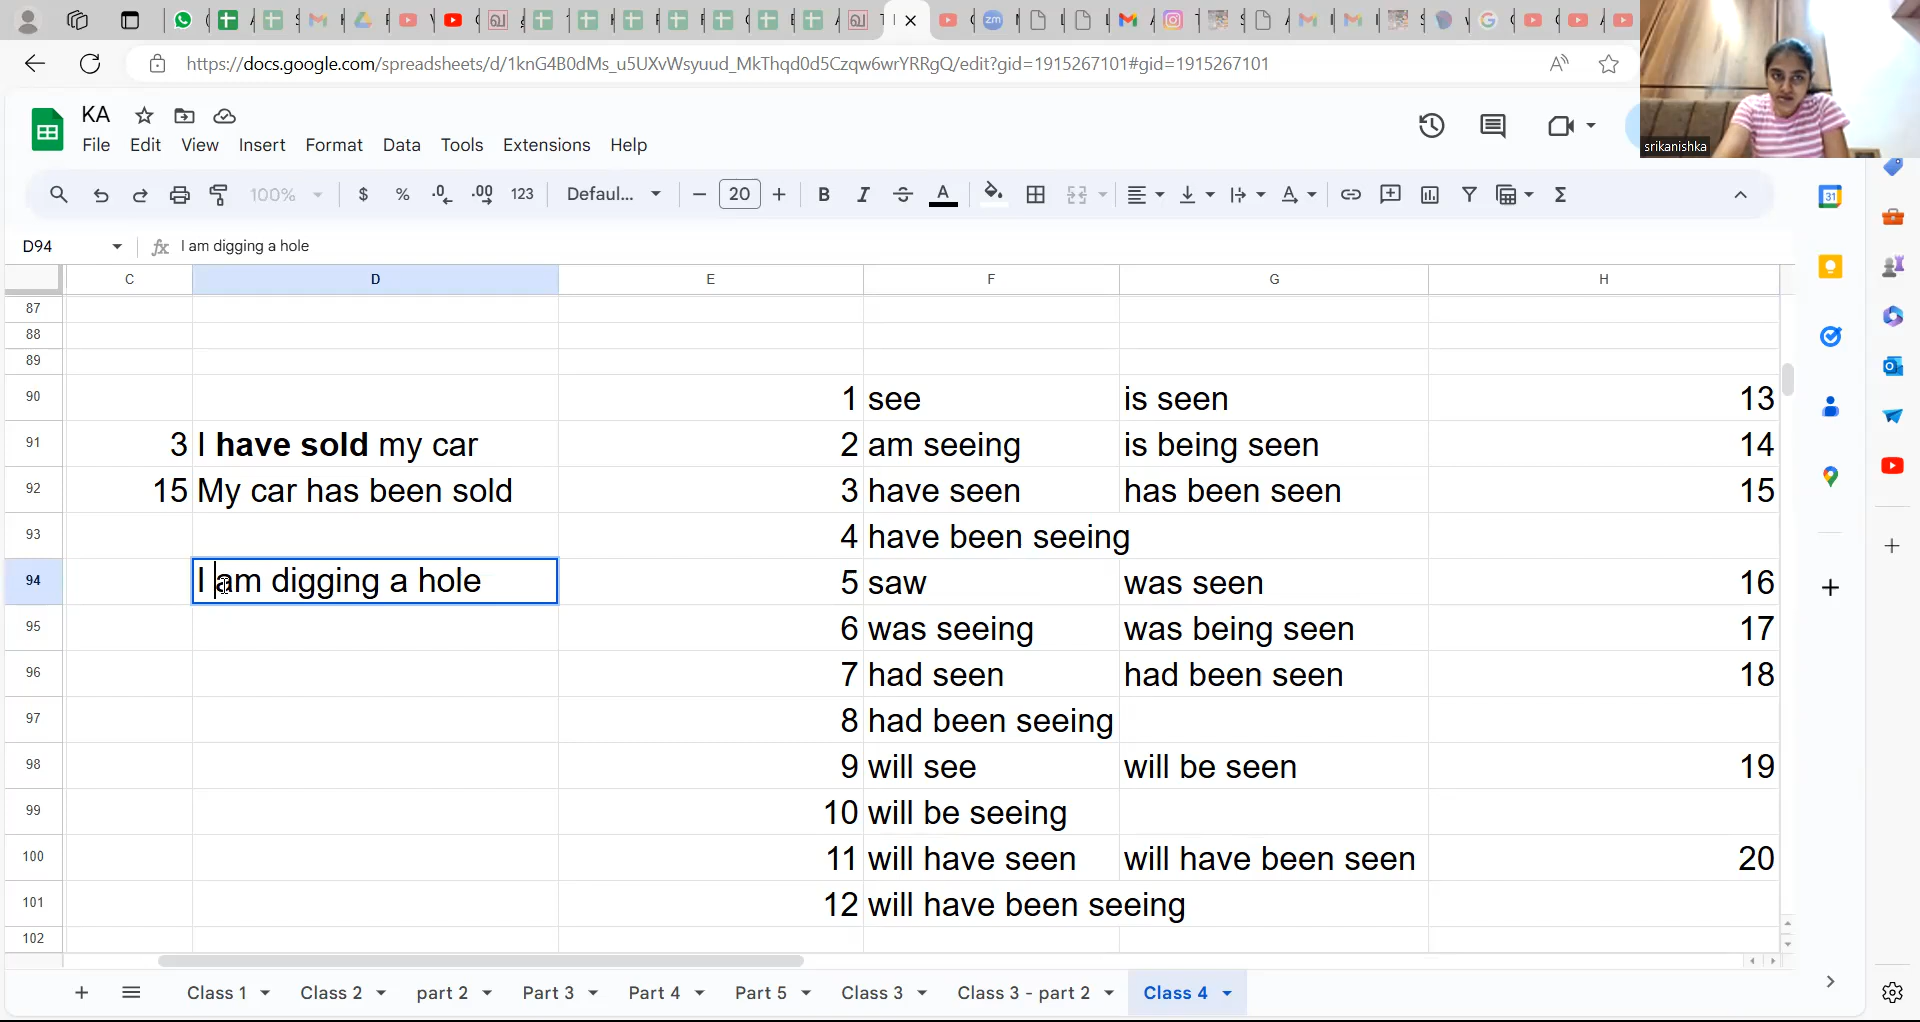 https://docs.google.com/spreadsheets/d/1knG4B0dMs_u5UXvWsyuud_MkThqd0d5Czqw6wrYRRgQ/edit?gid=1915267101#gid=1915267101
KA
File Edit View Insert Format Data Tools Extensions Help
srikanishka
100% $ % .0 .00 123 Defaul... 20 B I
D94 fx I am digging a hole
C D E F G H
87
88
89
90 1 see is seen 13
91 3 I have sold my car 2 am seeing is being seen 14
92 15 My car has been sold 3 have seen has been seen 15
93 4 have been seeing
94 I am digging a hole 5 saw was seen 16
95 6 was seeing was being seen 17
96 7 had seen had been seen 18
97 8 had been seeing
98 9 will see will be seen 19
99 10 will be seeing
100 11 will have seen will have been seen 20
101 12 will have been seeing
102
Class 1 Class 2 part 2 Part 3 Part 4 Part 5 Class 3 Class 3 - part 2 Class 4